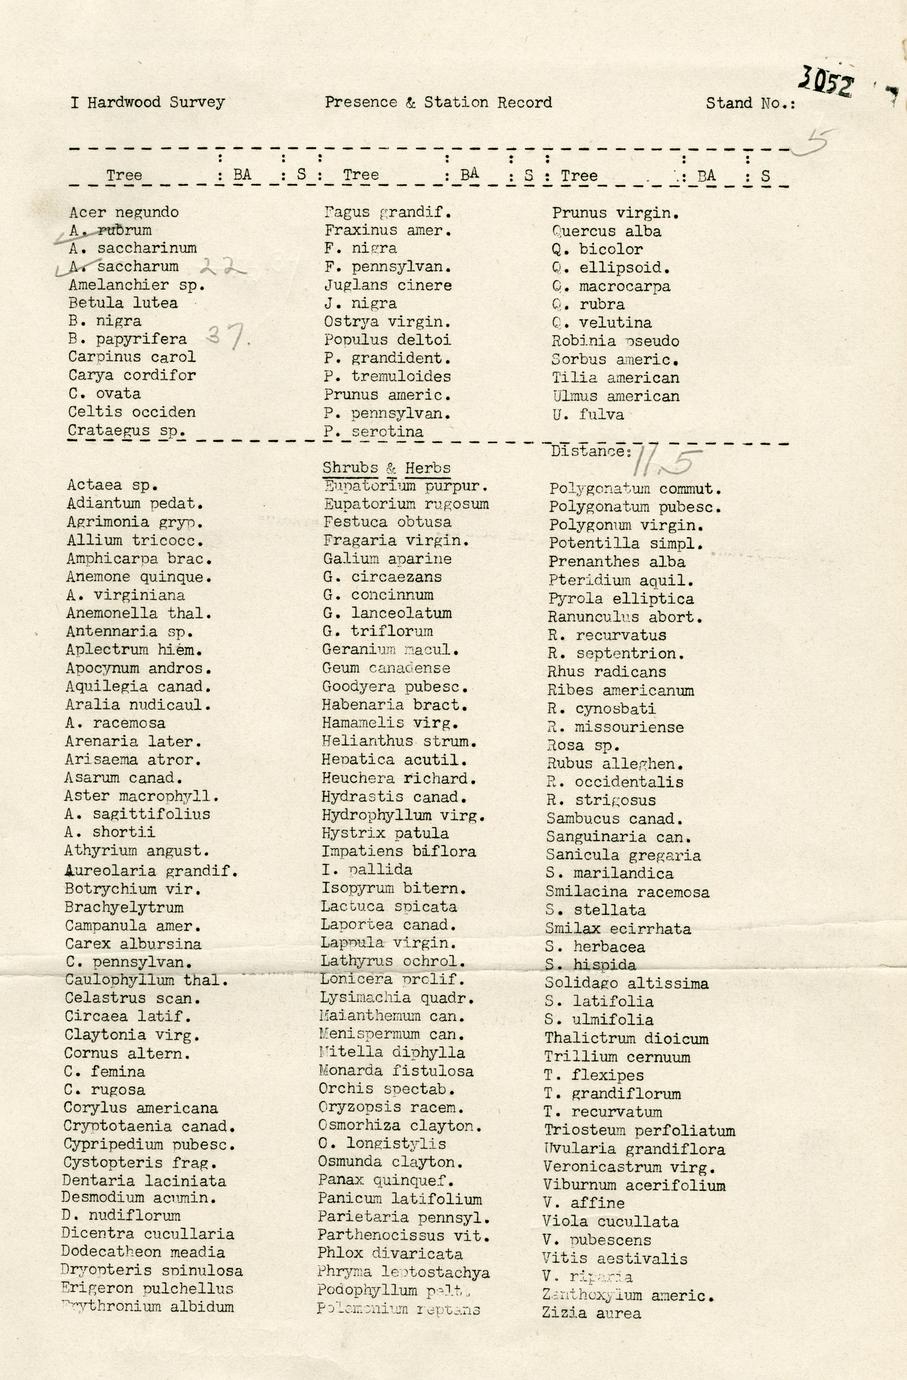 3052
I Hardwood Survey Presence & Station Record Stand No.:
5
Tree : BA : S : Tree : BA : S : Tree : BA : S
Acer negundo
A. rubrum
A. saccharinum
A. saccharum 22
Amelanchier sp.
Betula lutea
B. nigra
B. papyrifera 37.
Carpinus carol
Carya cordifor
C. ovata
Celtis occiden
Crataegus sp.
Fagus grandif.
Fraxinus amer.
F. nigra
F. pennsylvan.
Juglans cinere
J. nigra
Ostrya virgin.
Populus deltoi
P. grandident.
P. tremuloides
Prunus americ.
P. pennsylvan.
P. serotina
Prunus virgin.
Quercus alba
Q. bicolor
Q. ellipsoid.
Q. macrocarpa
Q. rubra
Q. velutina
Robinia pseudo
Sorbus americ.
Tilia american
Ulmus american
U. fulva
Distance: 11.5
Shrubs & Herbs
Actaea sp.
Adiantum pedat.
Agrimonia gryp.
Allium tricocc.
Amphicarpa brac.
Anemone quinque.
A. virginiana
Anemonella thal.
Antennaria sp.
Aplectrum hiem.
Apocynum andros.
Aquilegia canad.
Aralia nudicaul.
A. racemosa
Arenaria later.
Arisaema atror.
Asarum canad.
Aster macrophyll.
A. sagittifolius
A. shortii
Athyrium angust.
Aureolaria grandif.
Botrychium vir.
Brachyelytrum
Campanula amer.
Carex albursina
C. pennsylvan.
Caulophyllum thal.
Celastrus scan.
Circaea latif.
Claytonia virg.
Cornus altern.
C. femina
C. rugosa
Corylus americana
Cryptotaenia canad.
Cypripedium pubesc.
Cystopteris frag.
Dentaria laciniata
Desmodium acumin.
D. nudiflorum
Dicentra cucullaria
Dodecatheon meadia
Dryopteris spinulosa
Erigeron pulchellus
Erythronium albidum
Eupatorium purpur.
Eupatorium rugosum
Festuca obtusa
Fragaria virgin.
Galium aparine
G. circaezans
G. concinnum
G. lanceolatum
G. triflorum
Geranium macul.
Geum canadense
Goodyera pubesc.
Habenaria bract.
Hamamelis virg.
Helianthus strum.
Hepatica acutil.
Heuchera richard.
Hydrastis canad.
Hydrophyllum virg.
Hystrix patula
Impatiens biflora
I. pallida
Isopyrum bitern.
Lactuca spicata
Laportea canad.
Lappula virgin.
Lathyrus ochrol.
Lonicera prolif.
Lysimachia quadr.
Maianthemum can.
Menispermum can.
Mitella diphylla
Monarda fistulosa
Orchis spectab.
Oryzopsis racem.
Osmorhiza clayton.
O. longistylis
Osmunda clayton.
Panax quinquef.
Panicum latifolium
Parietaria pennsyl.
Parthenocissus vit.
Phlox divaricata
Phryma leptostachya
Podophyllum pelt.
Polemonium reptans
Polygonatum commut.
Polygonatum pubesc.
Polygonum virgin.
Potentilla simpl.
Prenanthes alba
Pteridium aquil.
Pyrola elliptica
Ranunculus abort.
R. recurvatus
R. septentrion.
Rhus radicans
Ribes americanum
R. cynosbati
R. missouriense
Rosa sp.
Rubus alleghen.
R. occidentalis
R. strigosus
Sambucus canad.
Sanguinaria can.
Sanicula gregaria
S. marilandica
Smilacina racemosa
S. stellata
Smilax ecirrhata
S. herbacea
S. hispida
Solidago altissima
S. latifolia
S. ulmifolia
Thalictrum dioicum
Trillium cernuum
T. flexipes
T. grandiflorum
T. recurvatum
Triosteum perfoliatum
Uvularia grandiflora
Veronicastrum virg.
Viburnum acerifolium
V. affine
Viola cucullata
V. pubescens
Vitis aestivalis
V. riparia
Zanthoxylum americ.
Zizia aurea